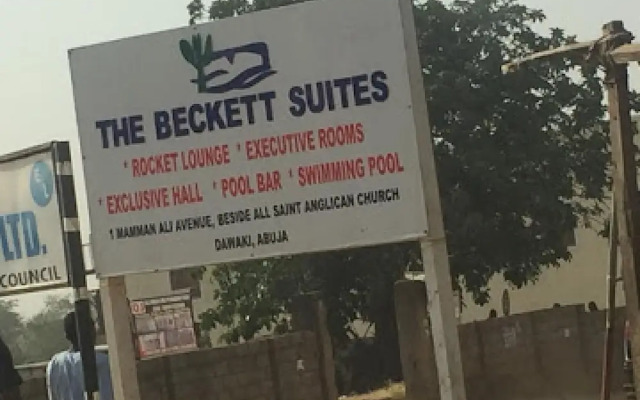 THE BECKETT SUITES
* ROCKET LOUNGE * EXECUTIVE ROOMS
* EXCLUSIVE HALL * POOL BAR * SWIMMING POOL
1 MAMMAN ALI AVENUE, BESIDE ALL SAINT ANGLICAN CHURCH
DAWAKI, ABUJA
LTD.
COUNCIL